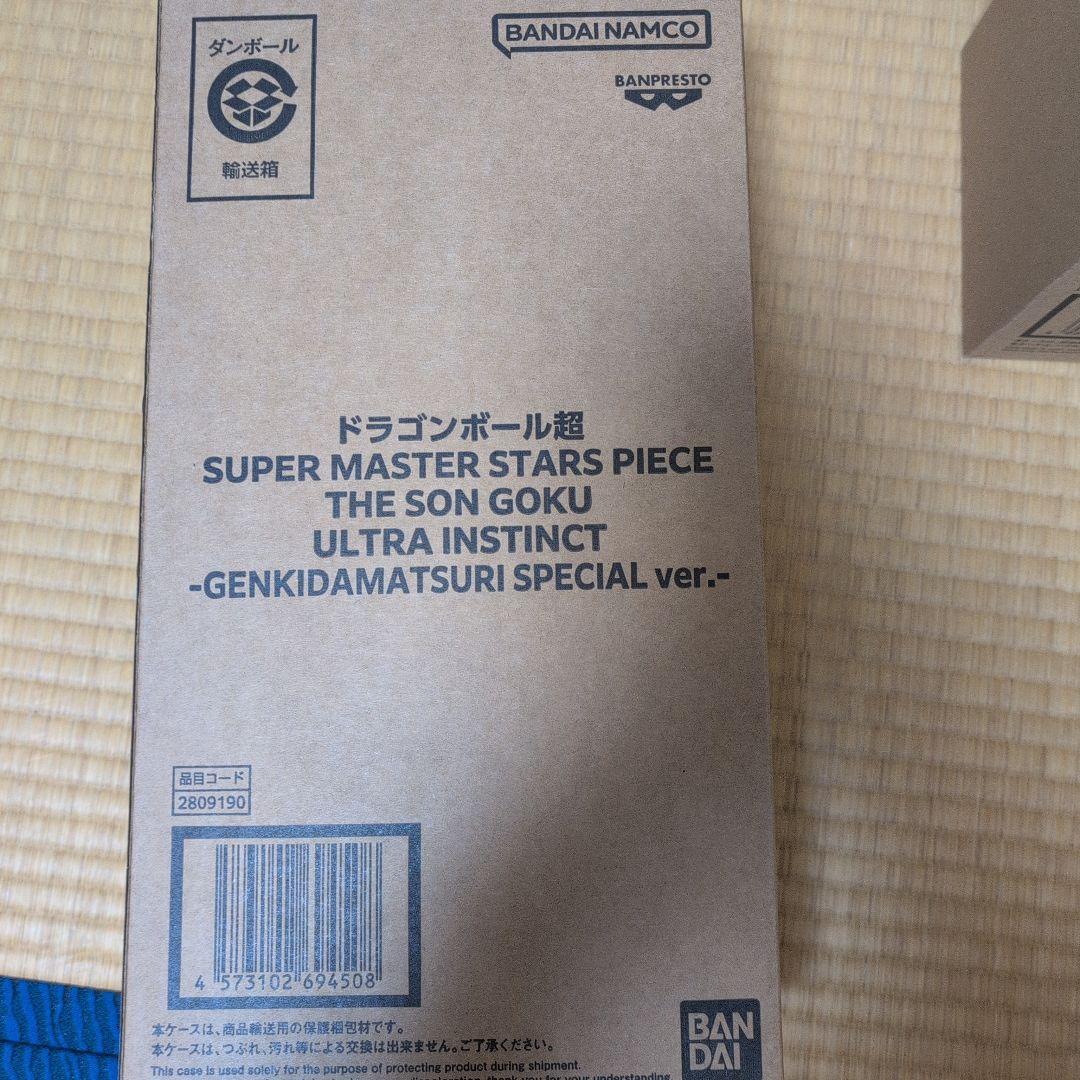 ダンボール
輸送箱
BANDAI NAMCO
BANPRESTO
ドラゴンボール超
SUPER MASTER STARS PIECE
THE SON GOKU
ULTRA INSTINCT
-GENKIDAMATSURI SPECIAL ver.-
品目コード
2809190
4 573102 694508
本ケースは、商品輸送用の保護梱包材です。
本ケースは、つぶれ、汚れ等による交換は出来ません。ご了承ください。
This case is used solely for the purpose of protecting product during shipment.
thank you for your understanding.
BAN
DAI